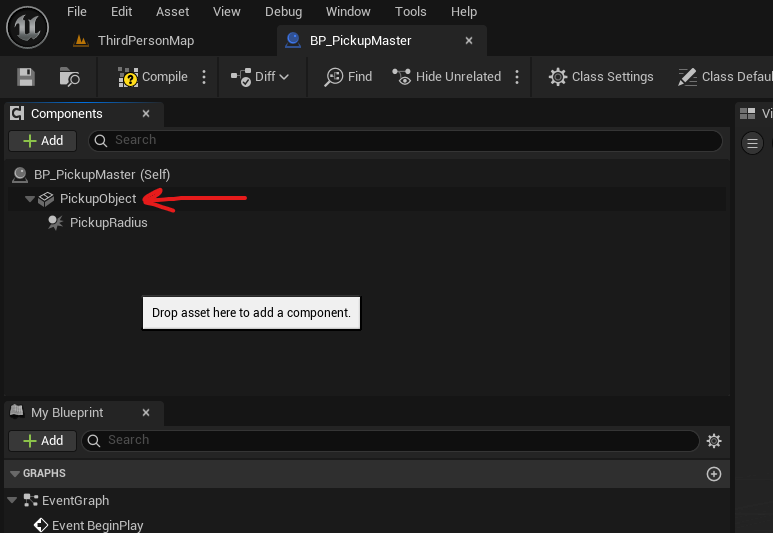 File Edit Asset View Debug Window Tools Help
ThirdPersonMap BP_PickupMaster
Compile Diff Find Hide Unrelated Class Settings Class Defau
Components Vi
Add Search
BP_PickupMaster (Self)
PickupObject
PickupRadius
Drop asset here to add a component.
My Blueprint
Add Search
GRAPHS
EventGraph
Event BeginPlay